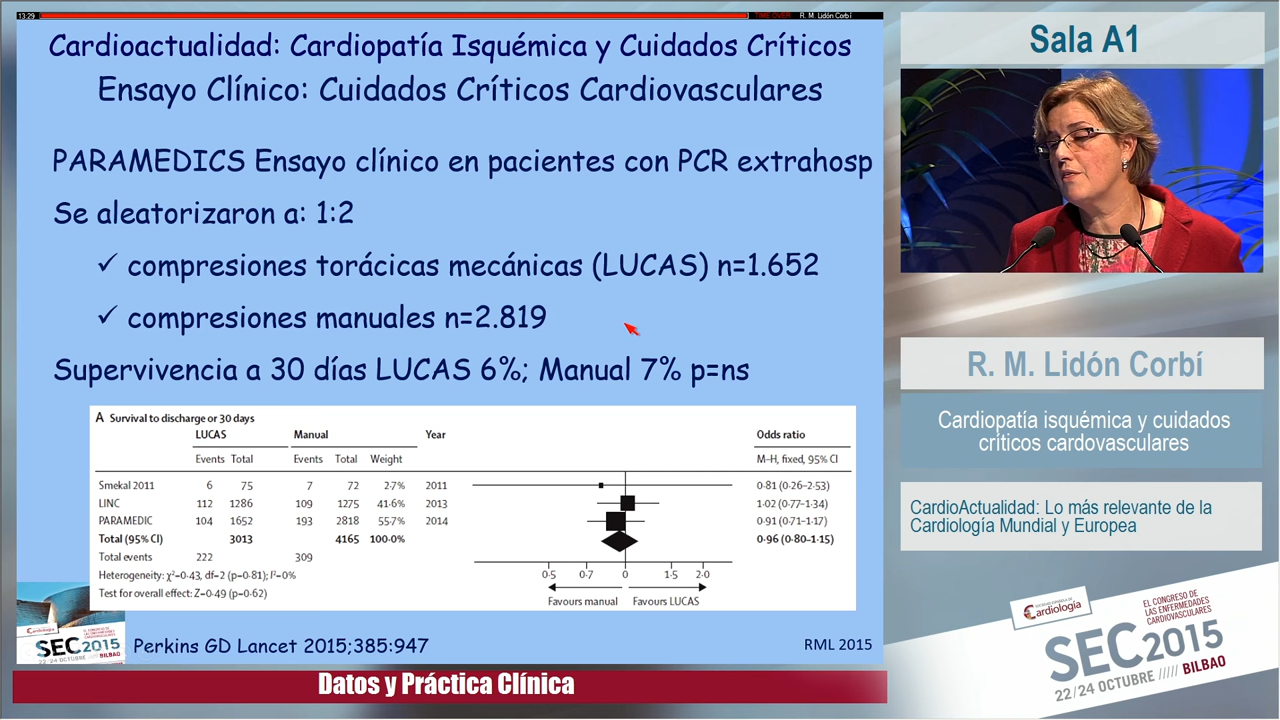 13:29 TIME OVER! R. M. Lidón Corbí
Cardioactualidad: Cardiopatía Isquémica y Cuidados Críticos
Ensayo Clínico: Cuidados Críticos Cardiovasculares
PARAMEDICS Ensayo clínico en pacientes con PCR extrahosp
Se aleatorizaron a: 1:2
✓ compresiones torácicas mecánicas (LUCAS) n=1.652
✓ compresiones manuales n=2.819
Supervivencia a 30 días LUCAS 6%; Manual 7% p=ns
A Survival to discharge or 30 days
LUCAS Manual Year Odds ratio
Events Total Events Total Weight M–H, fixed, 95% CI
Smekal 2011 6 75 7 72 2·7% 2011 0·81 (0·26–2·53)
LINC 112 1286 109 1275 41·6% 2013 1·02 (0·77–1·34)
PARAMEDIC 104 1652 193 2818 55·7% 2014 0·91 (0·71–1·17)
Total (95% CI) 3013 4165 100·0% 0·96 (0·80–1·15)
Total events 222 309
Heterogeneity: χ²=0·43, df=2 (p=0·81); I²=0%
Test for overall effect: Z=0·49 (p=0·62)
0·5 0·7 0 1·5 2·0
Favours manual Favours LUCAS
Cardiología
SEC2015
22/24 OCTUBRE ///// BILBAO
Perkins GD Lancet 2015;385:947
RML 2015
Datos y Práctica Clínica
Sala A1
R. M. Lidón Corbí
Cardiopatía isquémica y cuidados
críticos cardovasculares
CardioActualidad: Lo más relevante de la
Cardiología Mundial y Europea
SOCIEDAD ESPAÑOLA DE
Cardiología
EL CONGRESO DE
LAS ENFERMEDADES
CARDIOVASCULARES
SEC2015
22/24 OCTUBRE ///// BILBAO